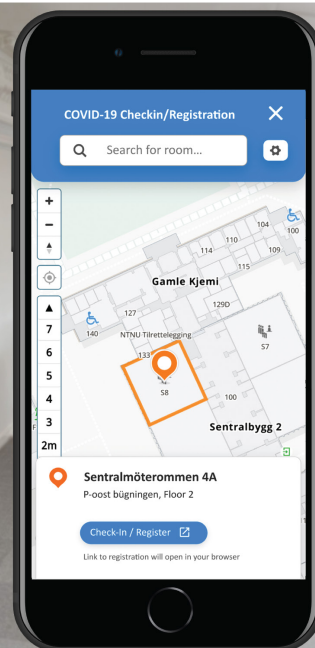 COVID-19 Checkin/Registration
Search for room...
104
100
110
114
109
115
Gamle Kjemi
127
129D
140
NTNU Tilrettelegging
S7
133
S8
100
Sentralbygg 2
+
−
7
6
5
4
3
2m
Sentralmöterommen 4A
P-oost bügningen, Floor 2
Check-In / Register
Link to registration will open in your browser